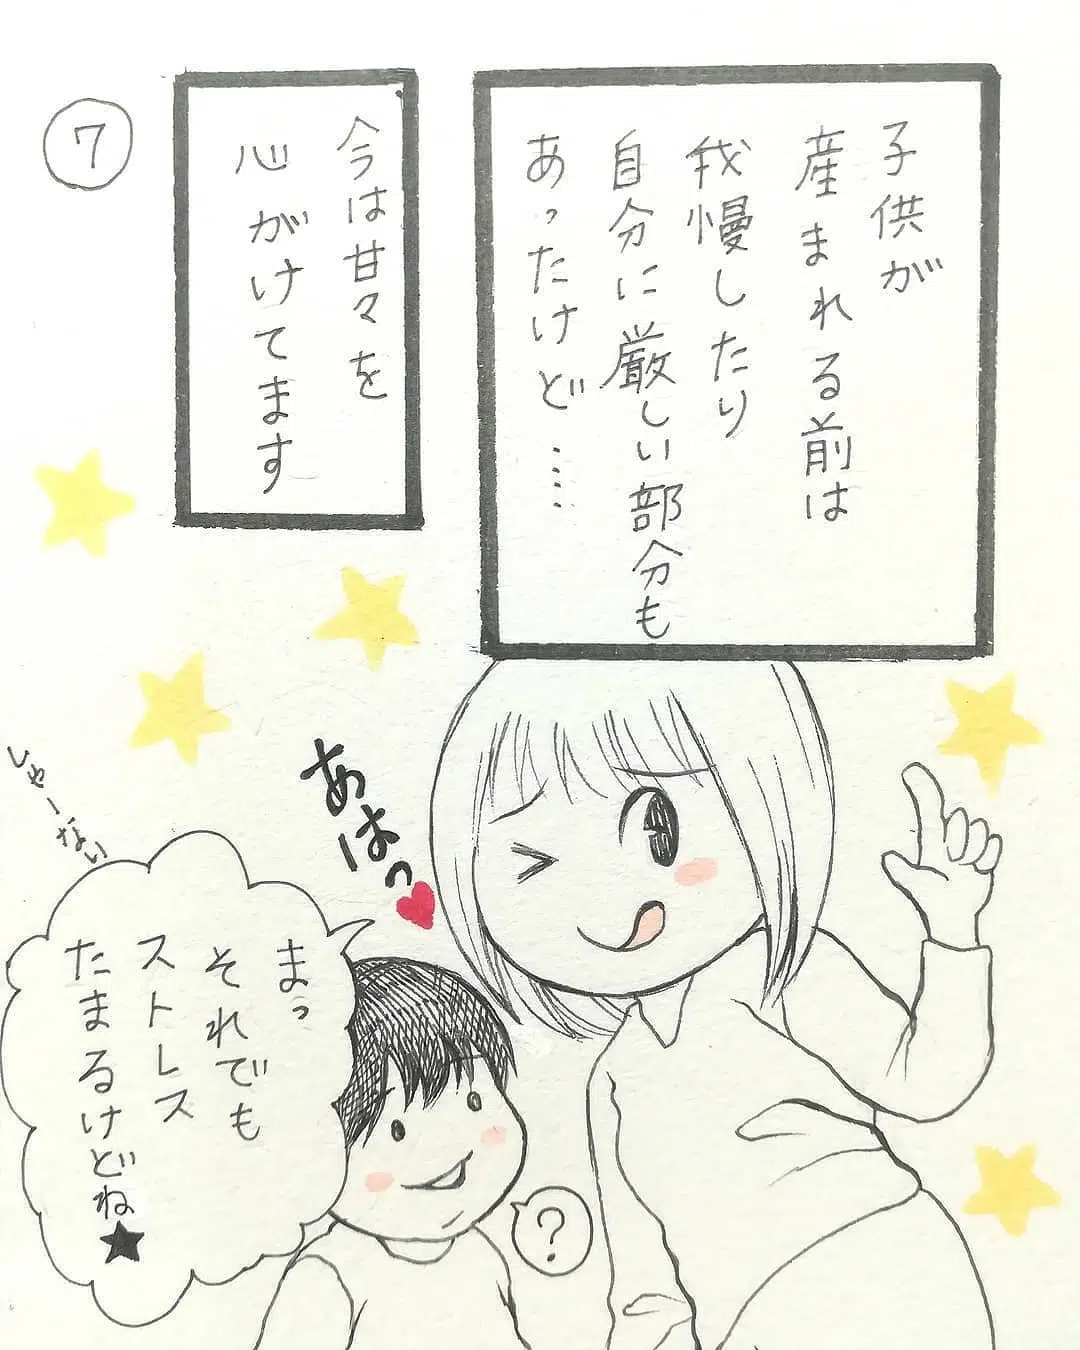 ⑦
子供が
産まれる前は
我慢したり
自分に厳しい部分も
あったけど……
今は甘々を
心がけてます
あはっ♥
しゃーない
まっ
それでも
ストレス
たまるけどね★
?